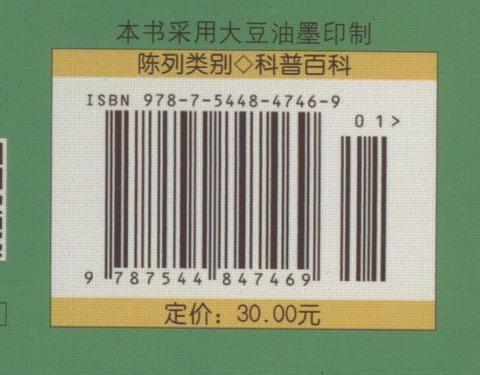 本书采用大豆油墨印制
陈列类别◇科普百科
ISBN 978-7-5448-4746-9
01>
9 787544 847469
定价：30.00元